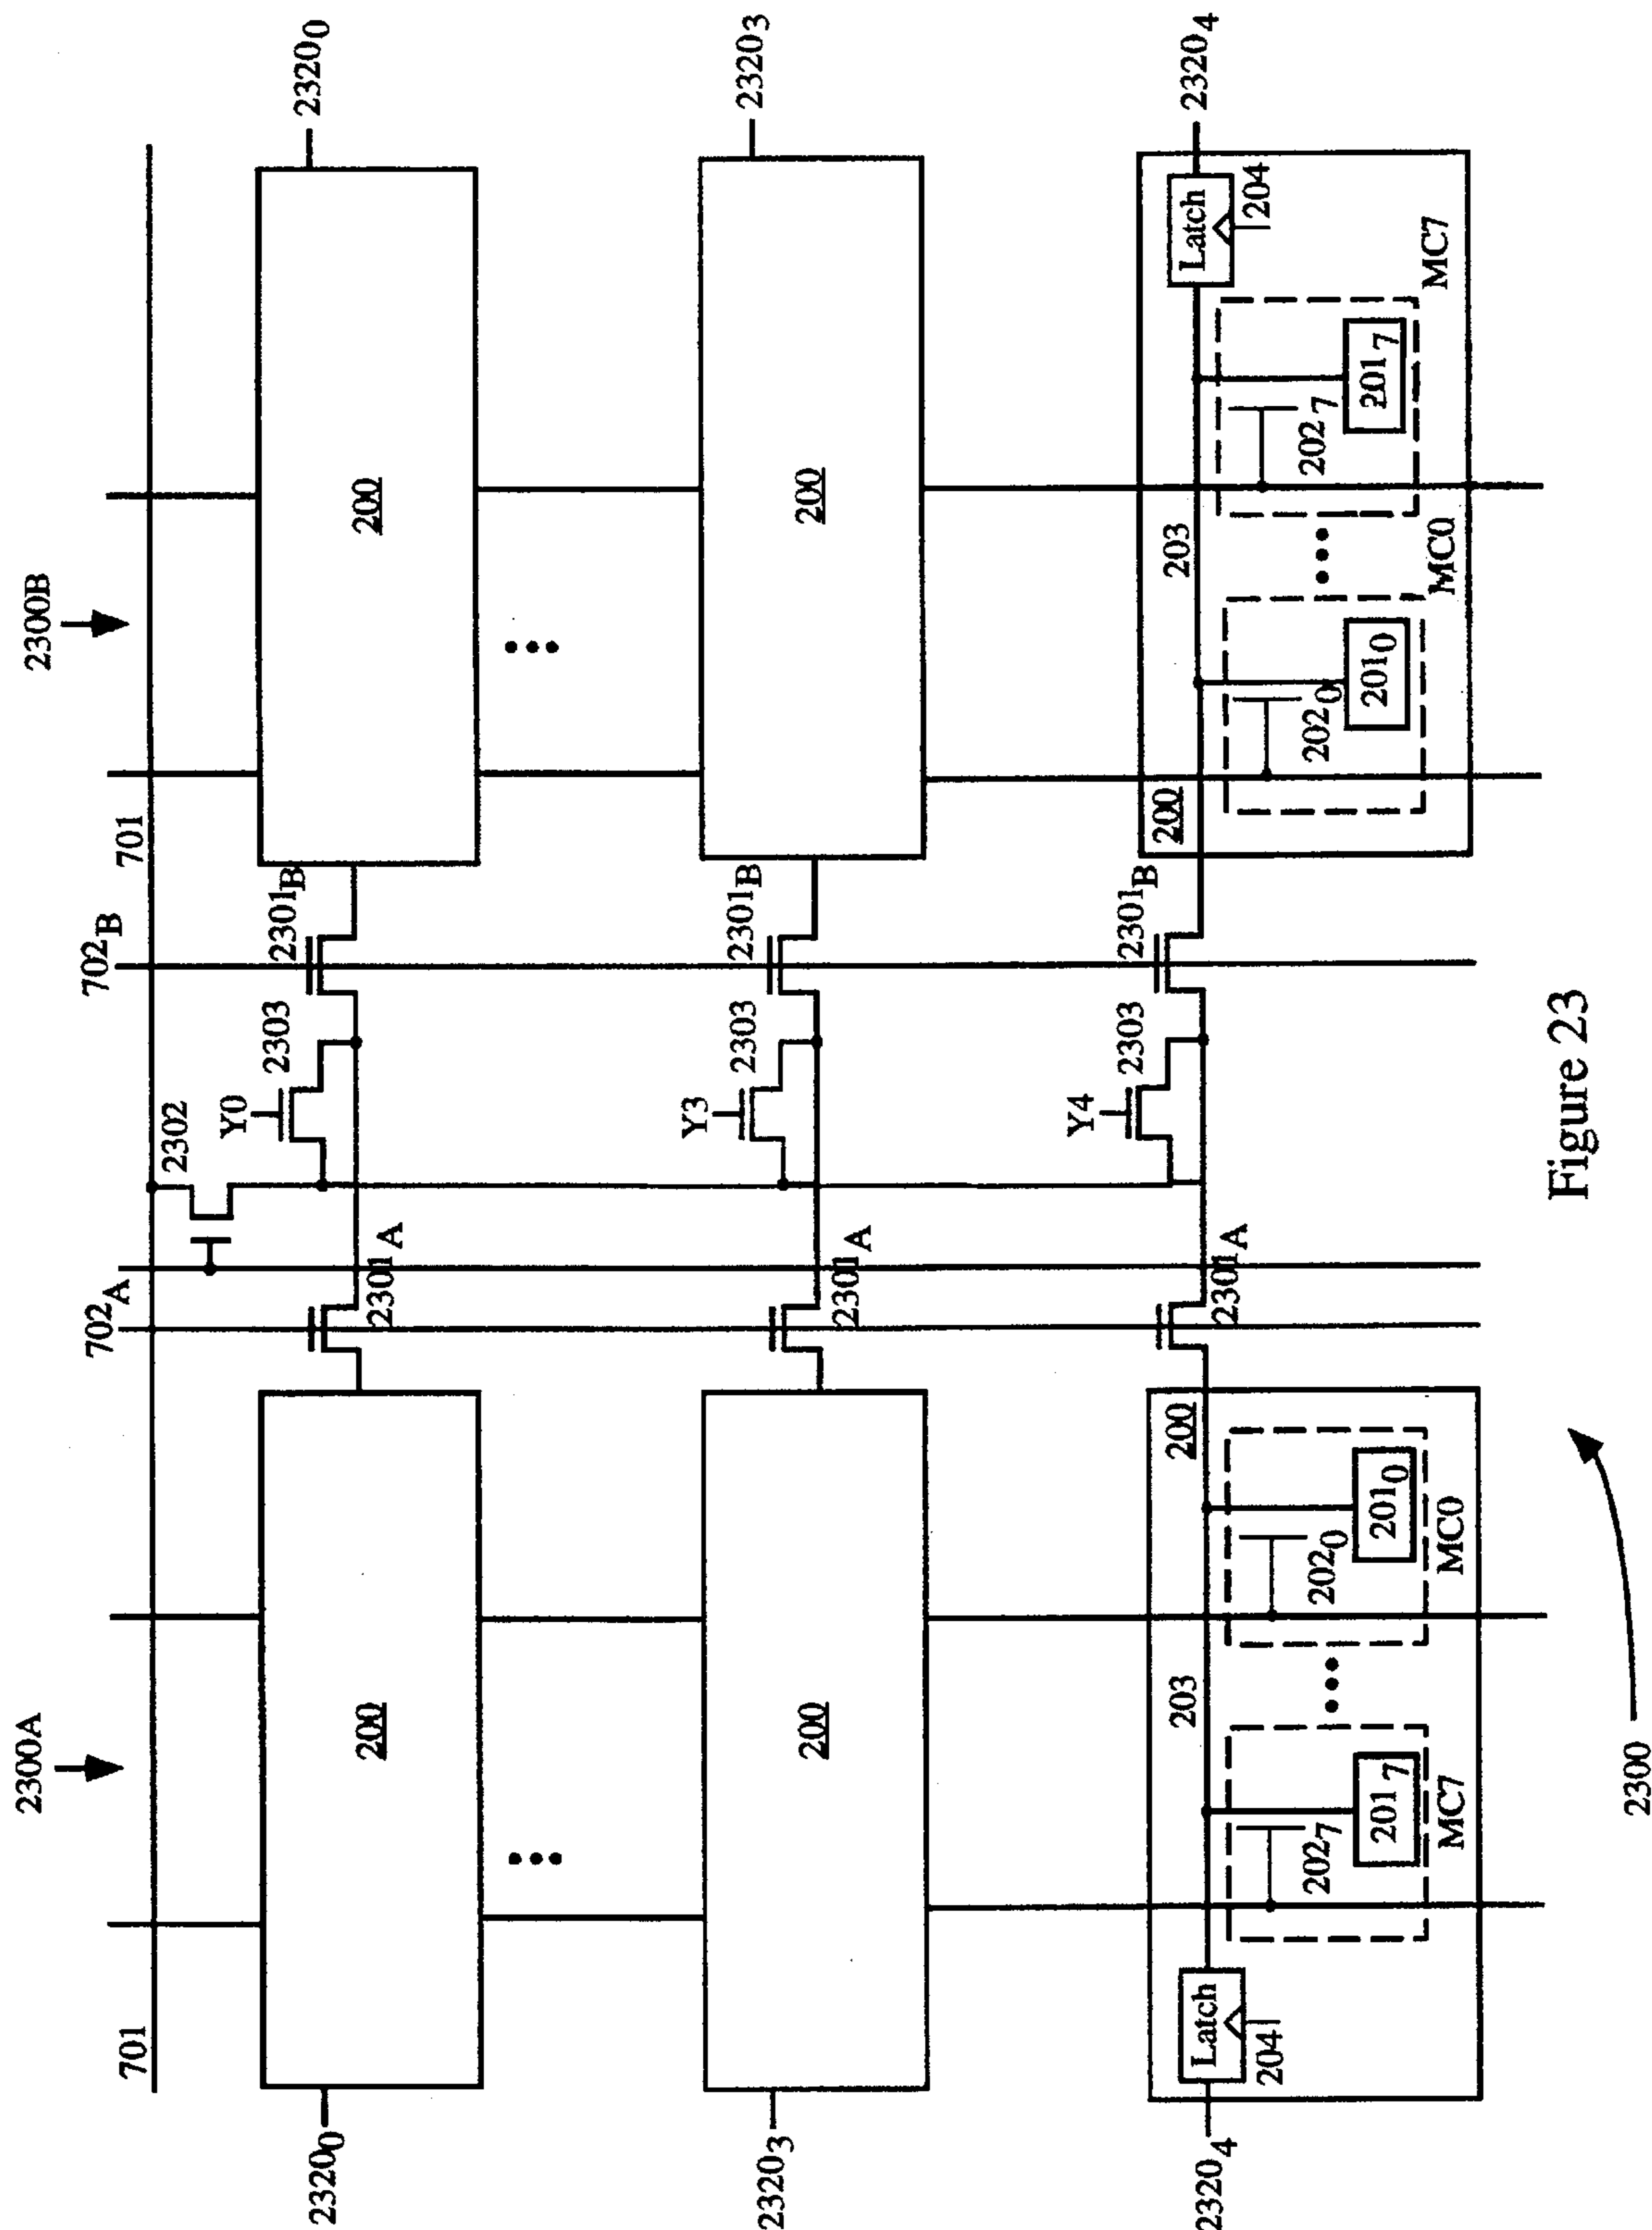 2300A
2300B
701
702A
702B
701
2320₀
200
2301A
2302
Y0
2303
2301B
200
2320₀
2320₃
200
2301A
Y3
2303
2301B
200
2320₃
2320₄
Latch
204
203
200
2301A
Y4
2303
2301B
200
203
Latch
204
2320₄
202₇
201₇
MC7
202₀
201₀
MC0
202₀
201₀
MC0
202₇
201₇
MC7
2300
Figure 23